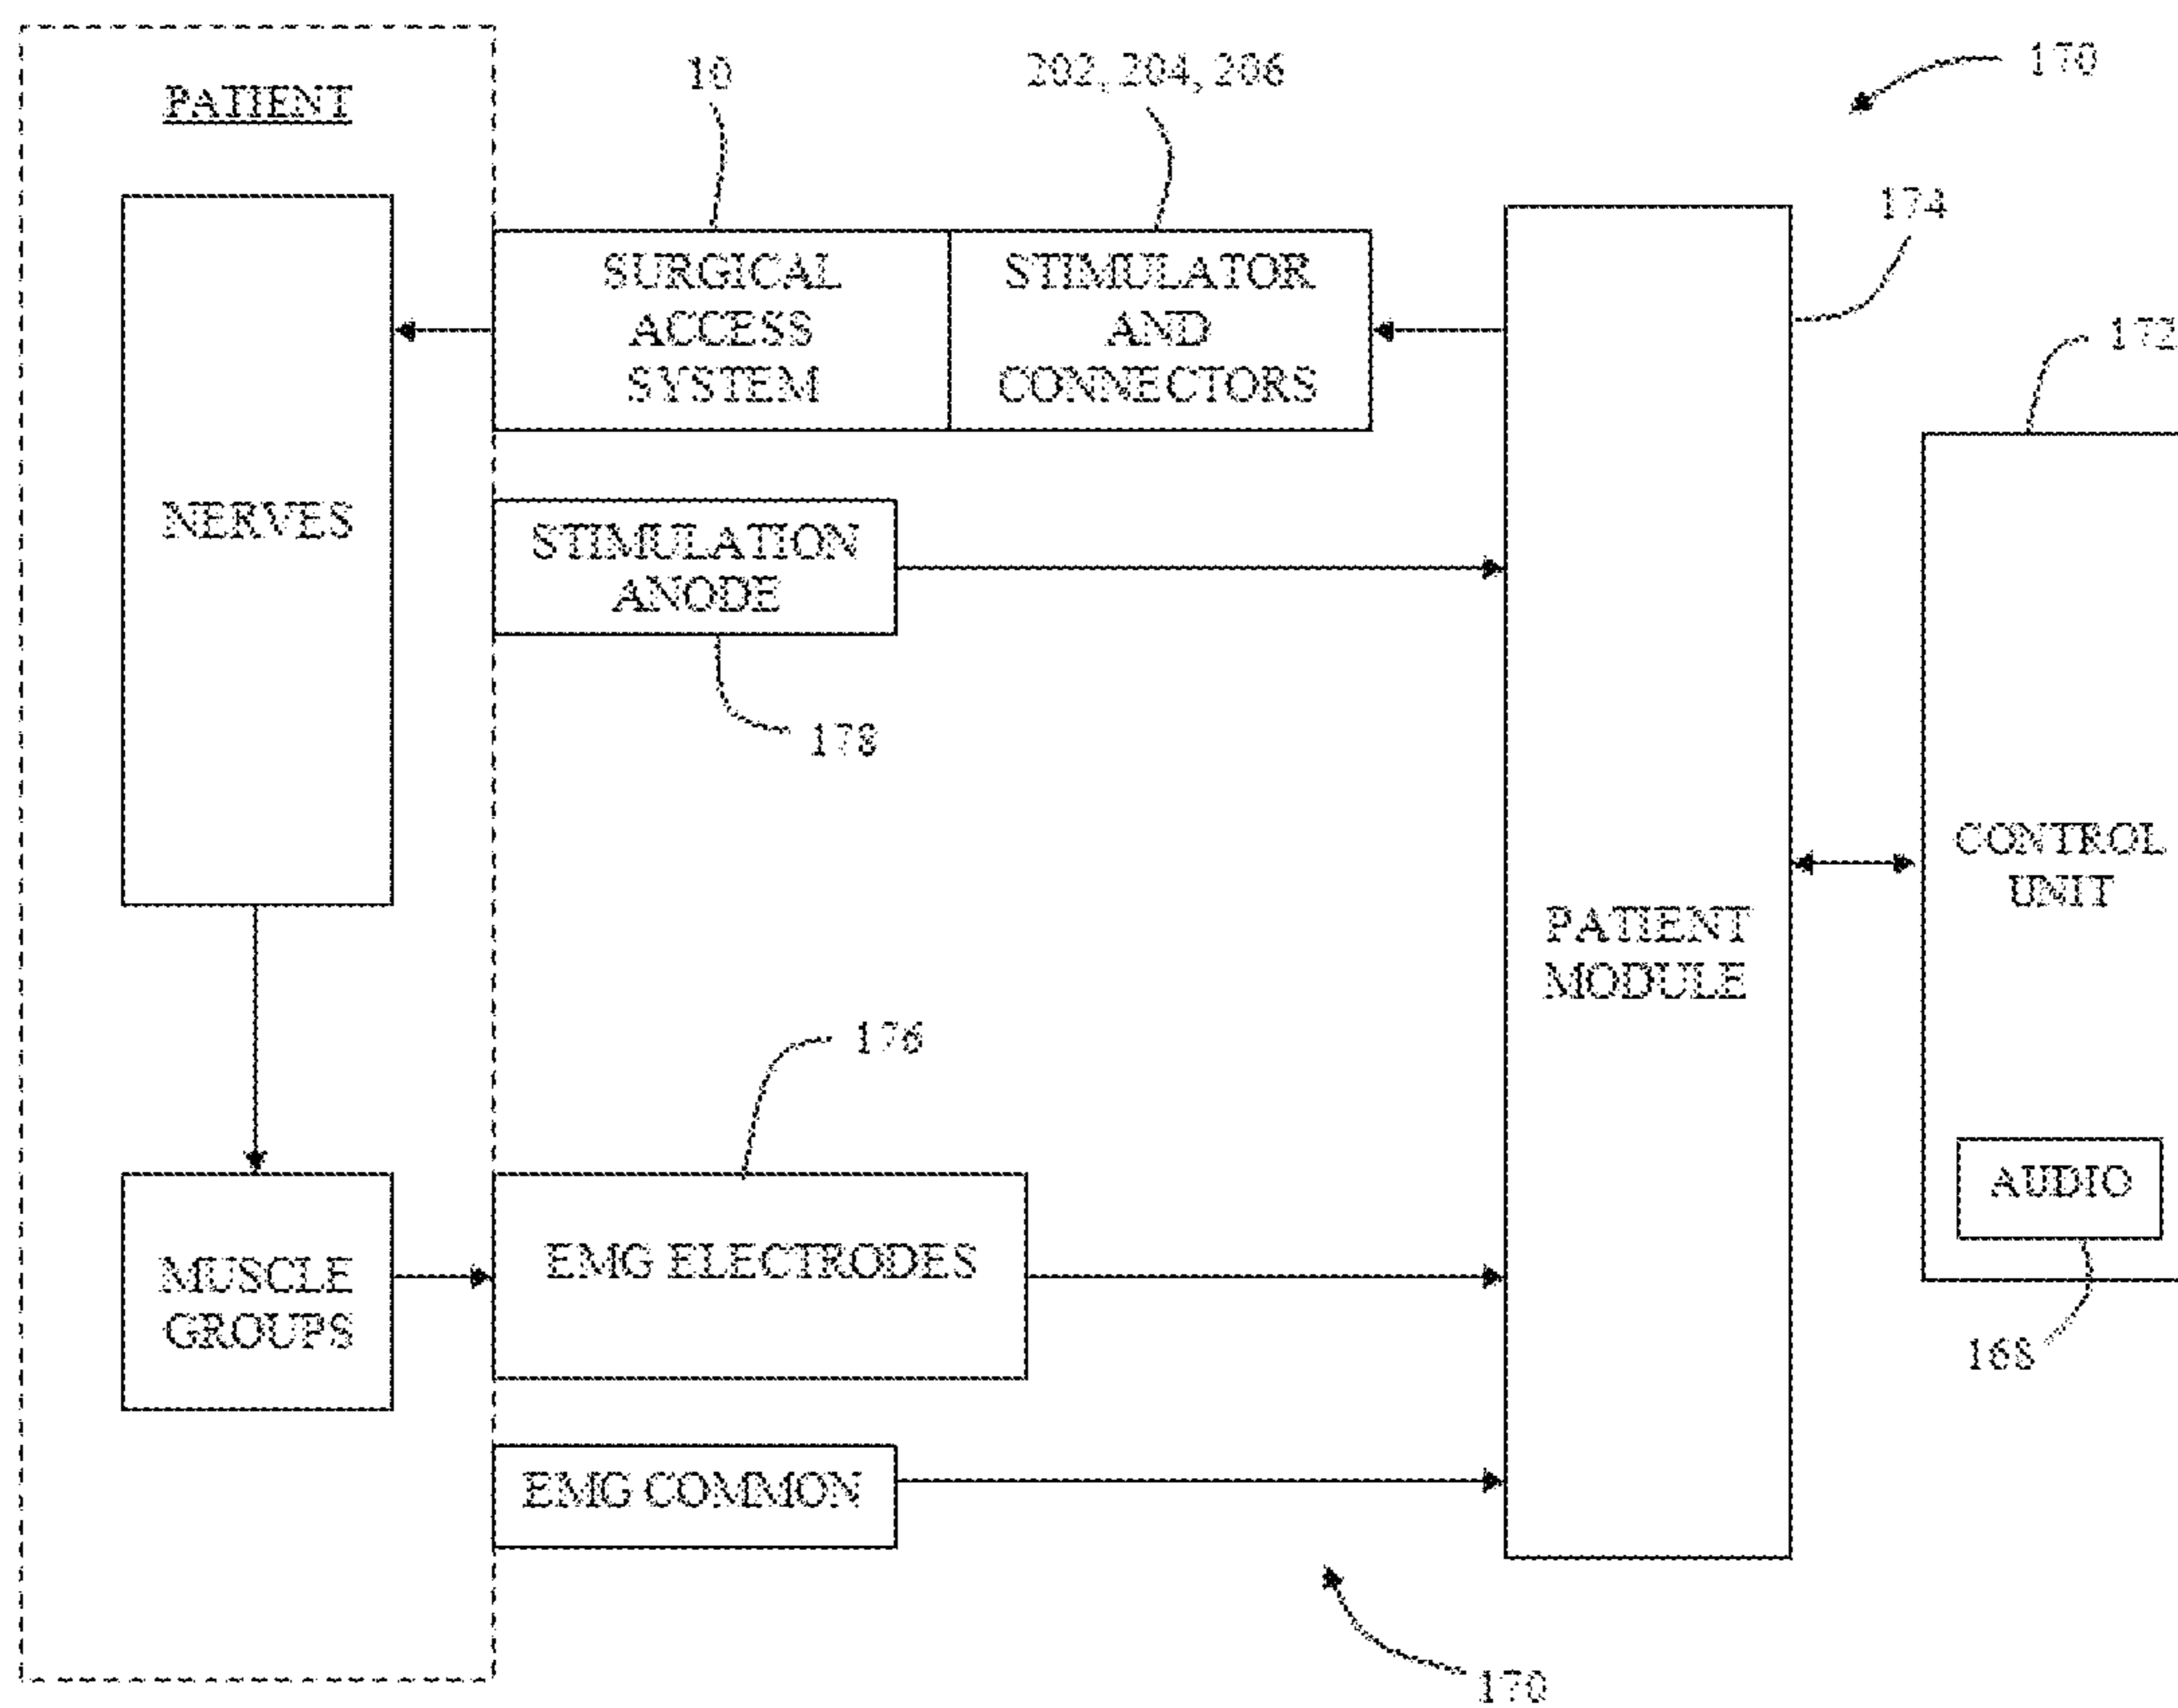 PATIENT
10
202, 204, 206
170
174
172
NERVES
SURGICAL
ACCESS
SYSTEM
STIMULATOR
AND
CONNECTORS
STIMULATION
ANODE
178
PATIENT
MODULE
CONTROL
UNIT
176
AUDIO
168
MUSCLE
GROUPS
EMG ELECTRODES
EMG COMMON
170